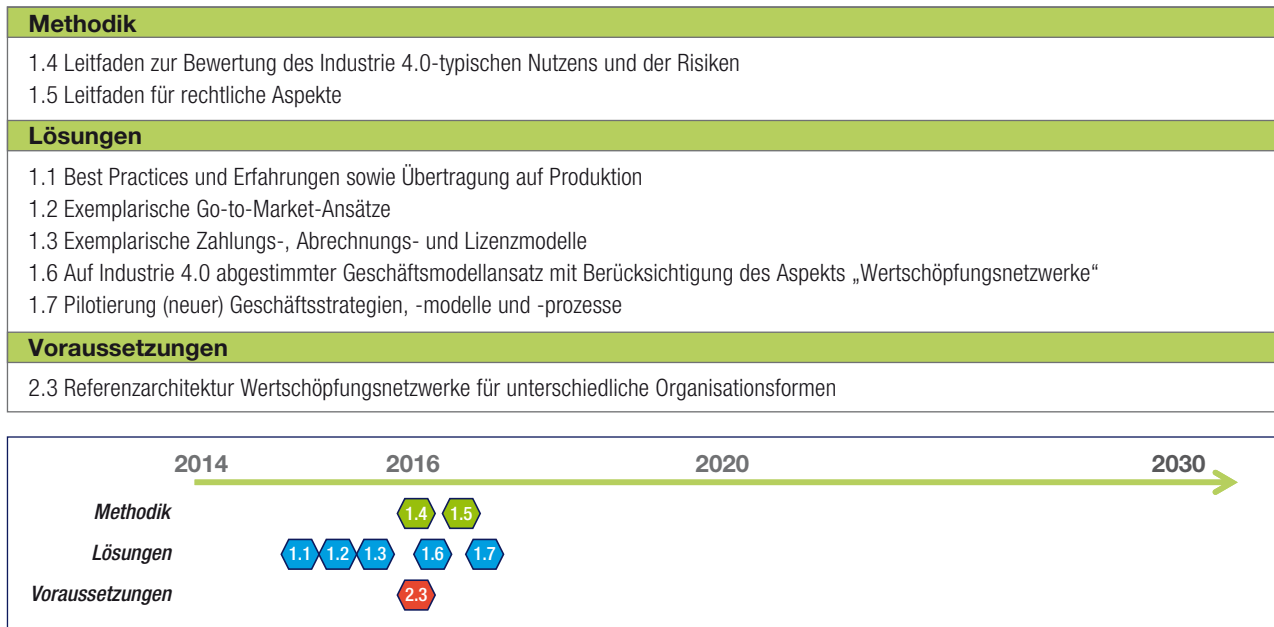 Methodik
1.4 Leitfaden zur Bewertung des Industrie 4.0-typischen Nutzens und der Risiken
1.5 Leitfaden für rechtliche Aspekte
Lösungen
1.1 Best Practices und Erfahrungen sowie Übertragung auf Produktion
1.2 Exemplarische Go-to-Market-Ansätze
1.3 Exemplarische Zahlungs-, Abrechnungs- und Lizenzmodelle
1.6 Auf Industrie 4.0 abgestimmter Geschäftsmodellansatz mit Berücksichtigung des Aspekts „Wertschöpfungsnetzwerke“
1.7 Pilotierung (neuer) Geschäftsstrategien, -modelle und -prozesse
Voraussetzungen
2.3 Referenzarchitektur Wertschöpfungsnetzwerke für unterschiedliche Organisationsformen
2014 2016 2020 2030
Methodik 1.4 1.5
Lösungen 1.1 1.2 1.3 1.6 1.7
Voraussetzungen 2.3